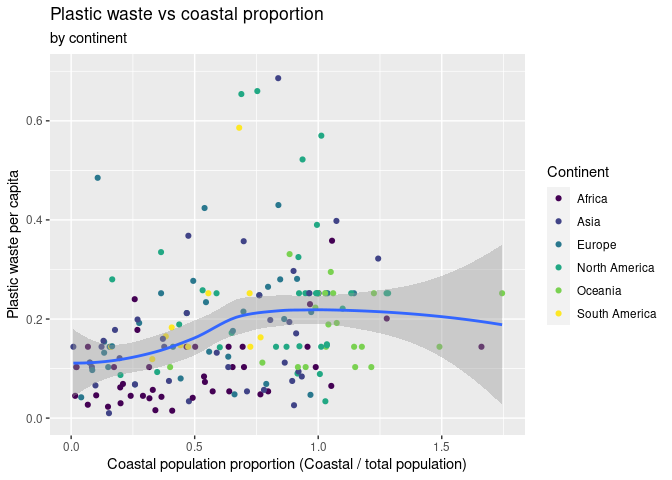 Plastic waste vs coastal proportion
by continent
Plastic waste per capita
0.6
0.4
0.2
0.0
0.0
0.5
1.0
1.5
Coastal population proportion (Coastal / total population)
Continent
Africa
Asia
Europe
North America
Oceania
South America